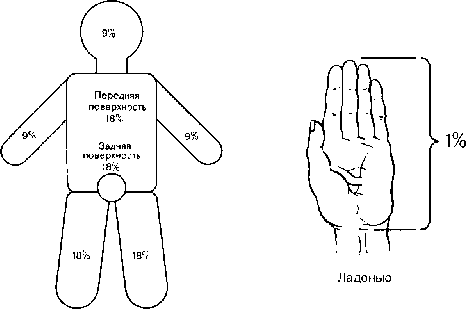 9%
Передняя
поверхность
18%
9%
9%
Задняя
поверхность
18%
18%
18%
1%
Ладонью